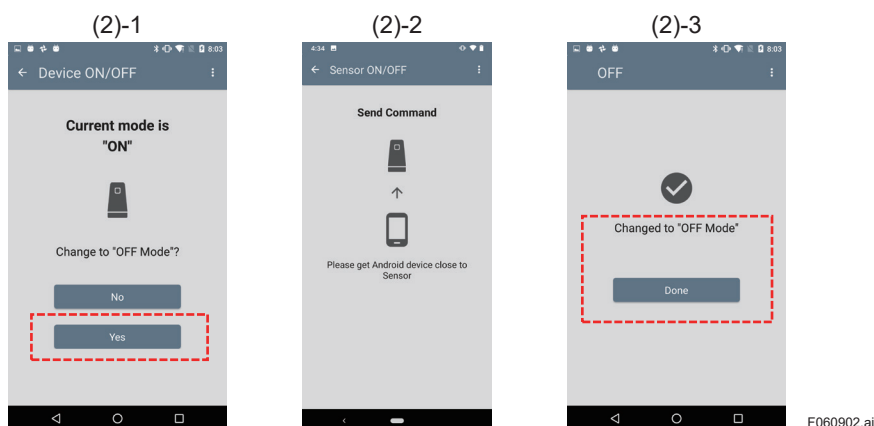 (2)-1
8:03
Device ON/OFF
Current mode is
"ON"
Change to "OFF Mode"?
No
Yes
(2)-2
4:34
Sensor ON/OFF
Send Command
Please get Android device close to
Sensor
(2)-3
8:03
OFF
Changed to "OFF Mode"
Done
F060902.ai